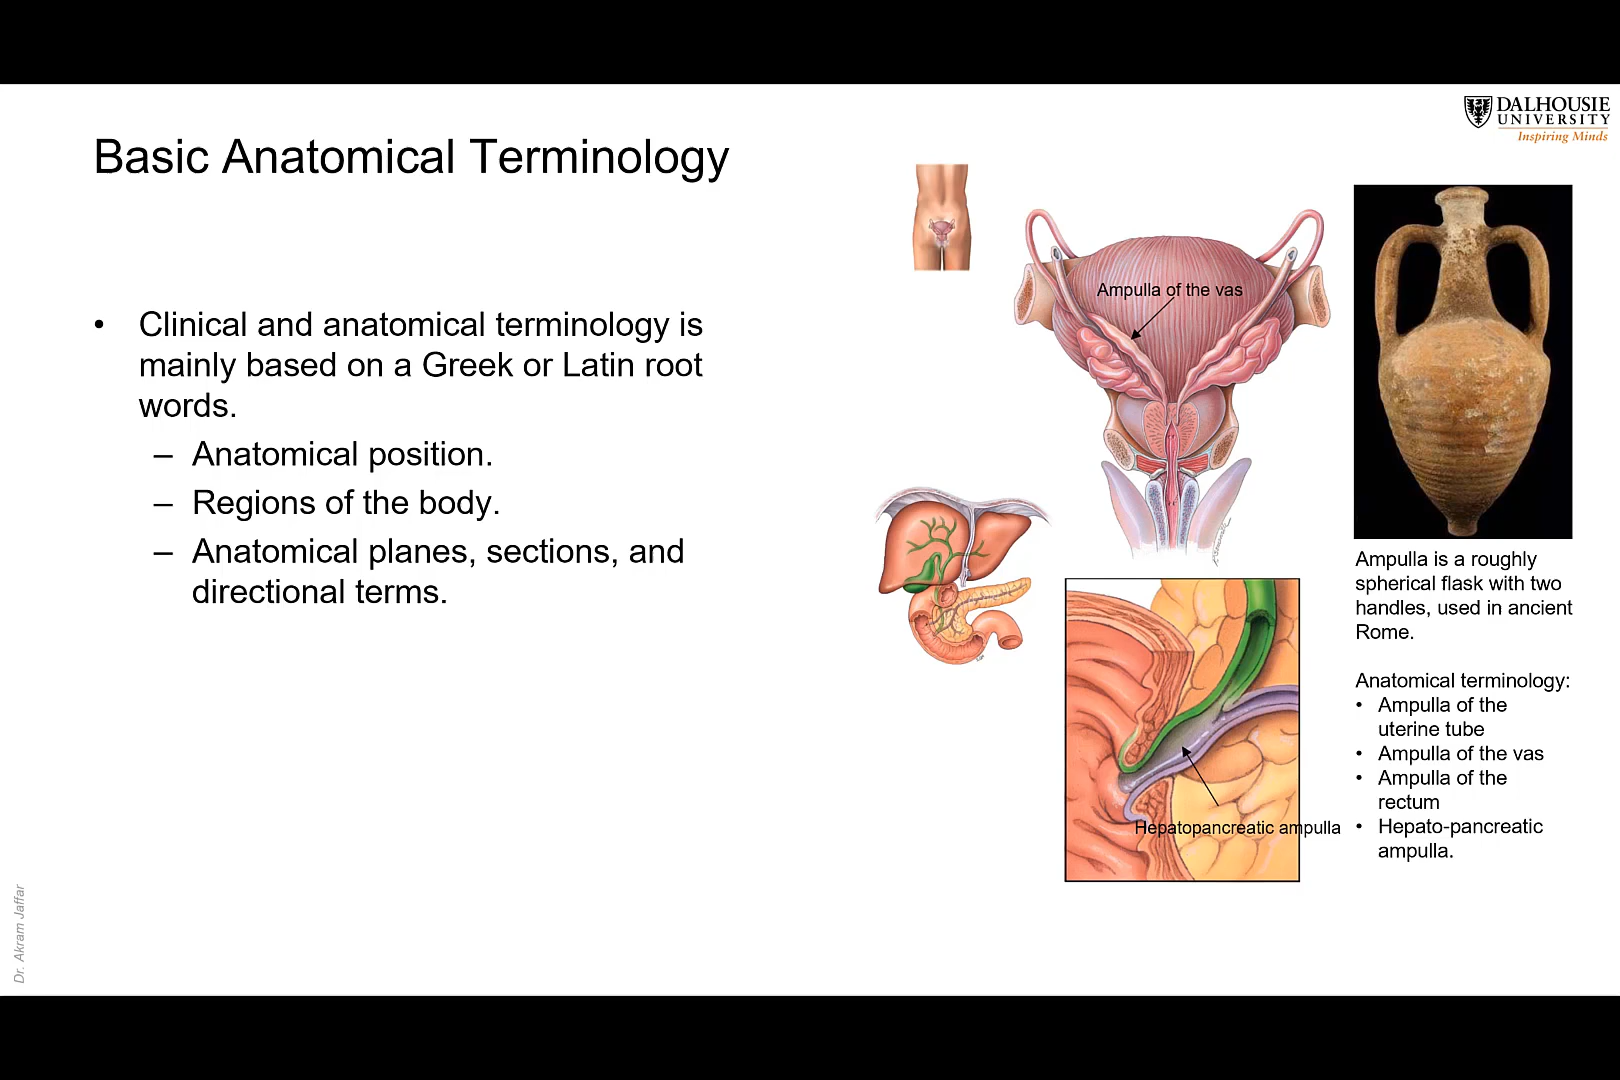 DALHOUSIE
UNIVERSITY
Inspiring Minds
Basic Anatomical Terminology
• Clinical and anatomical terminology is
mainly based on a Greek or Latin root
words.
– Anatomical position.
– Regions of the body.
– Anatomical planes, sections, and
directional terms.
Ampulla of the vas
Hepatopancreatic ampulla
Ampulla is a roughly
spherical flask with two
handles, used in ancient
Rome.
Anatomical terminology:
• Ampulla of the
uterine tube
• Ampulla of the vas
• Ampulla of the
rectum
• Hepato-pancreatic
ampulla.
Dr. Akram Jaffar